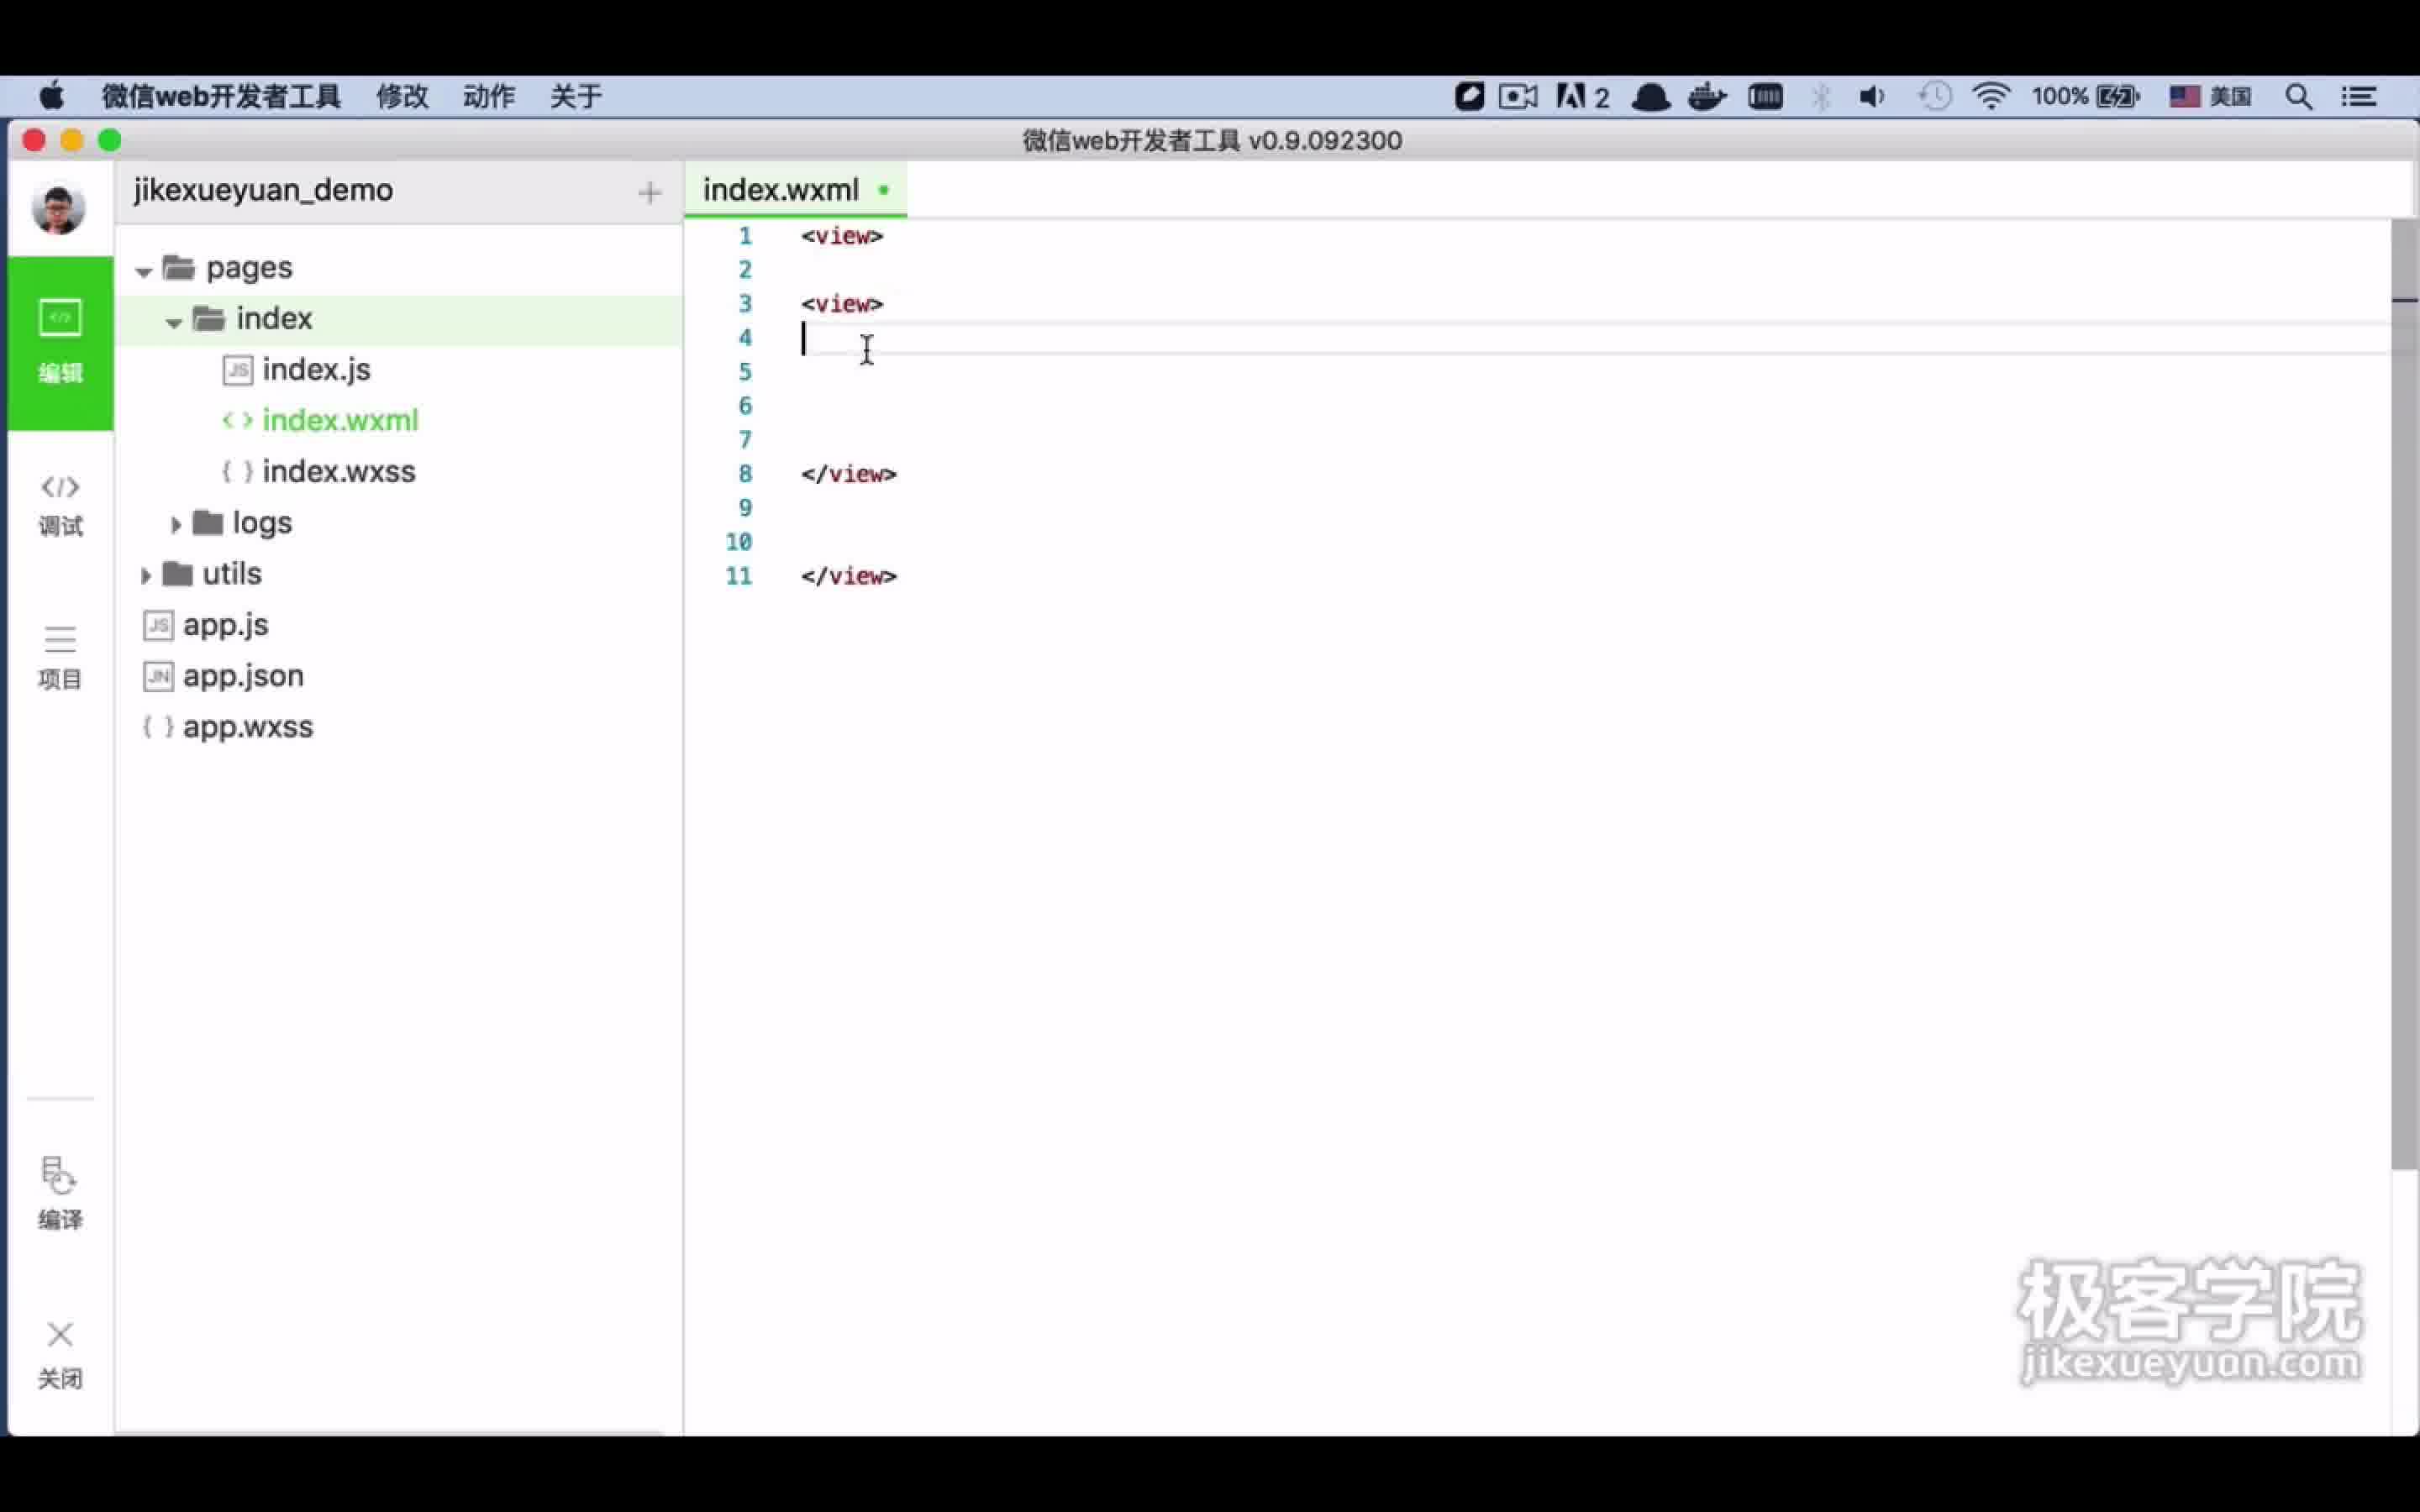 微信web开发者工具 修改 动作 关于 2 100% 美国
微信web开发者工具 v0.9.092300
jikexueyuan_demo +
index.wxml
编辑
调试
项目
编译
关闭
pages
index
JS index.js
<> index.wxml
{ } index.wxss
logs
utils
JS app.js
JN app.json
{ } app.wxss
1 <view>
2
3 <view>
4
5
6
7
8 </view>
9
10
11 </view>
极客学院
jikexueyuan.com